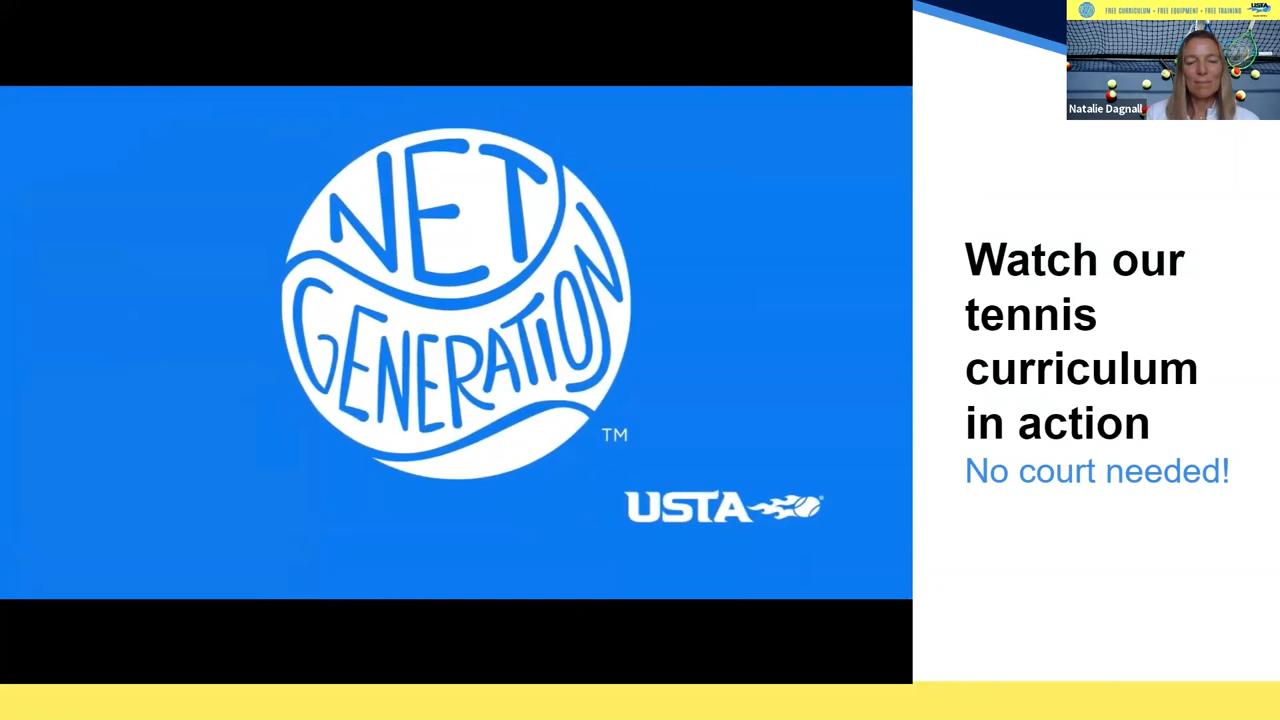 FREE CURRICULUM • FREE EQUIPMENT • FREE TRAINING
USTA
Natalie Dagnall
NET
GENERATION
TM
USTA
Watch our
tennis
curriculum
in action
No court needed!